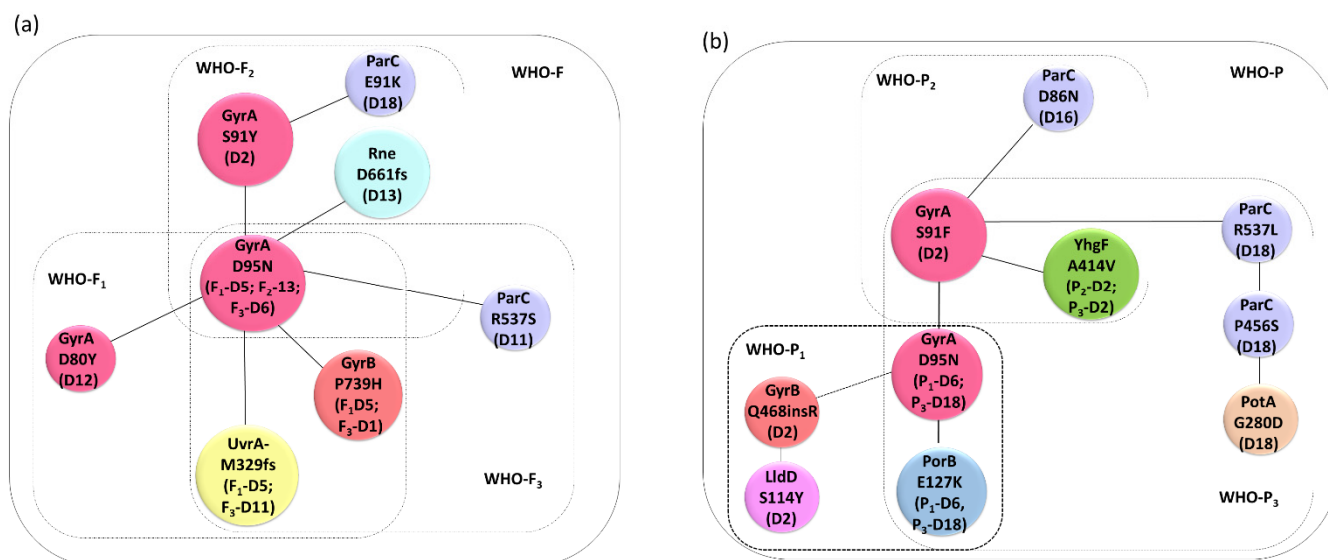 (a)
WHO-F₂
WHO-F
ParC
E91K
(D18)
GyrA
S91Y
(D2)
Rne
D661fs
(D13)
GyrA
D95N
(F₁-D5; F₂-13;
F₃-D6)
WHO-F₁
ParC
R537S
(D11)
GyrA
D80Y
(D12)
GyrB
P739H
(F₁D5;
F₃-D1)
UvrA-
M329fs
(F₁-D5;
F₃-D11)
WHO-F₃
(b)
WHO-P₂
WHO-P
ParC
D86N
(D16)
GyrA
S91F
(D2)
ParC
R537L
(D18)
YhgF
A414V
(P₂-D2;
P₃-D2)
ParC
P456S
(D18)
WHO-P₁
GyrA
D95N
(P₁-D6;
P₃-D18)
GyrB
Q468insR
(D2)
PotA
G280D
(D18)
LldD
S114Y
(D2)
PorB
E127K
(P₁-D6,
P₃-D18)
WHO-P₃